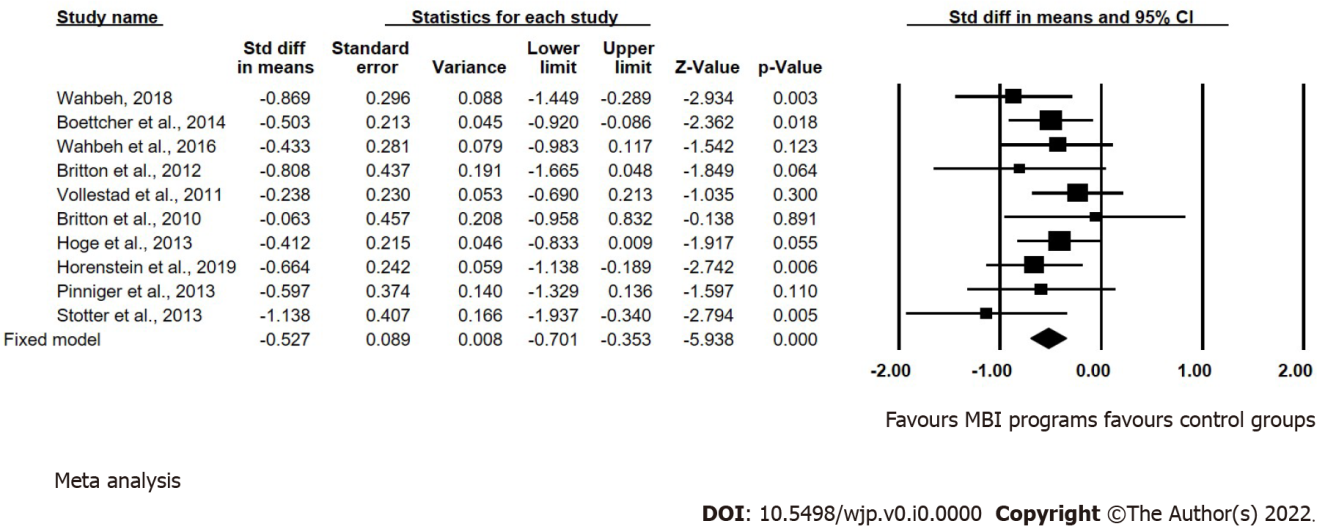 Study name Statistics for each study Std diff in means and 95% CI
Std diff Standard Lower Upper
in means error Variance limit limit Z-Value p-Value
Wahbeh, 2018 -0.869 0.296 0.088 -1.449 -0.289 -2.934 0.003
Boettcher et al., 2014 -0.503 0.213 0.045 -0.920 -0.086 -2.362 0.018
Wahbeh et al., 2016 -0.433 0.281 0.079 -0.983 0.117 -1.542 0.123
Britton et al., 2012 -0.808 0.437 0.191 -1.665 0.048 -1.849 0.064
Vollestad et al., 2011 -0.238 0.230 0.053 -0.690 0.213 -1.035 0.300
Britton et al., 2010 -0.063 0.457 0.208 -0.958 0.832 -0.138 0.891
Hoge et al., 2013 -0.412 0.215 0.046 -0.833 0.009 -1.917 0.055
Horenstein et al., 2019 -0.664 0.242 0.059 -1.138 -0.189 -2.742 0.006
Pinniger et al., 2013 -0.597 0.374 0.140 -1.329 0.136 -1.597 0.110
Stotter et al., 2013 -1.138 0.407 0.166 -1.937 -0.340 -2.794 0.005
Fixed model -0.527 0.089 0.008 -0.701 -0.353 -5.938 0.000
-2.00 -1.00 0.00 1.00 2.00
Favours MBI programs favours control groups
Meta analysis
DOI: 10.5498/wjp.v0.i0.0000 Copyright ©The Author(s) 2022.